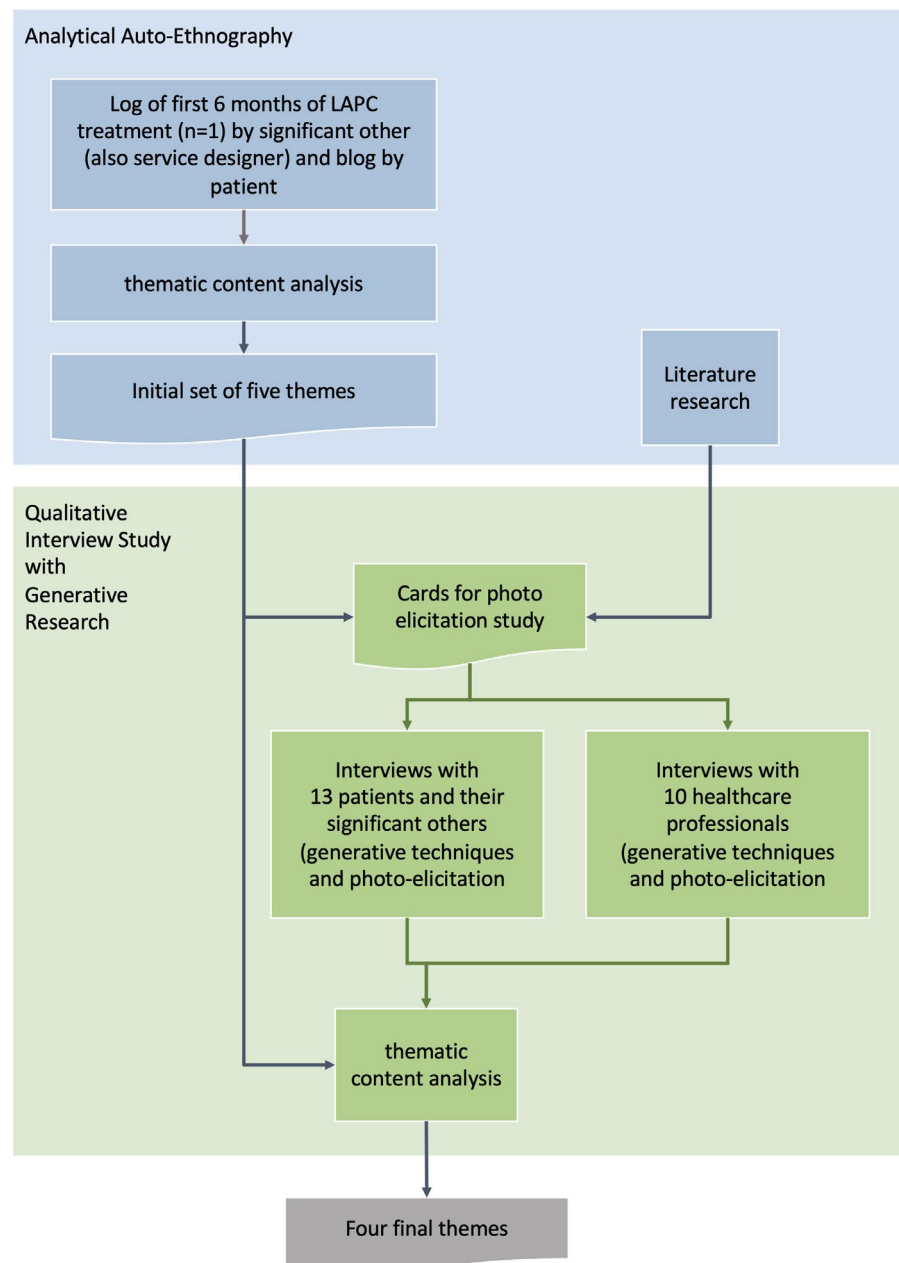 Analytical Auto-Ethnography
Log of first 6 months of LAPC
treatment (n=1) by significant other
(also service designer) and blog by
patient
thematic content analysis
Initial set of five themes
Literature
research
Qualitative
Interview Study
with
Generative
Research
Cards for photo
elicitation study
Interviews with
13 patients and their
significant others
(generative techniques
and photo-elicitation
Interviews with
10 healthcare
professionals
(generative techniques
and photo-elicitation
thematic
content analysis
Four final themes